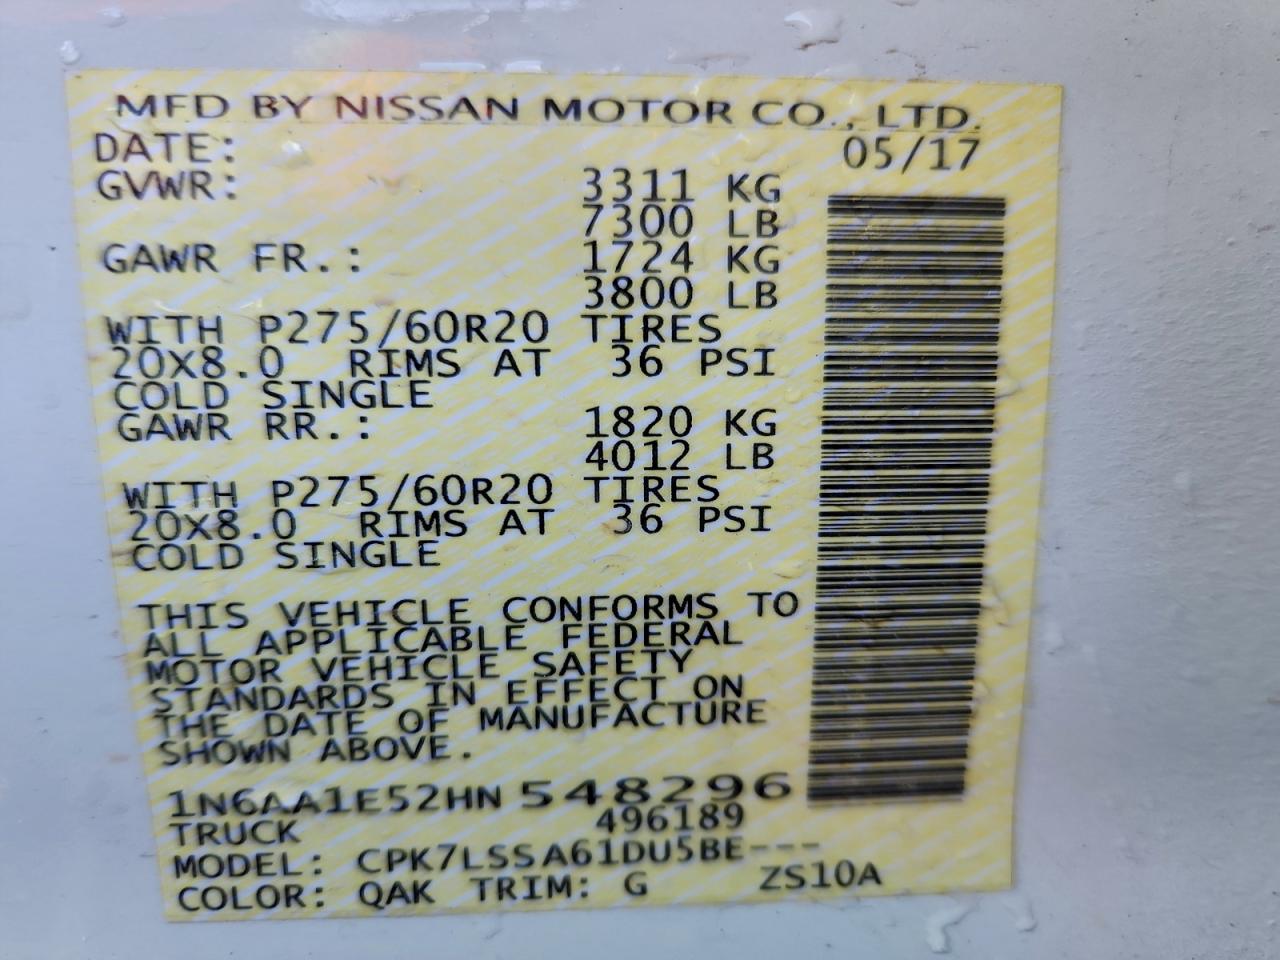 MFD BY NISSAN MOTOR CO., LTD.
DATE: 05/17
GVWR: 3311 KG
7300 LB
GAWR FR.: 1724 KG
3800 LB
WITH P275/60R20 TIRES
20X8.0 RIMS AT 36 PSI
COLD SINGLE
GAWR RR.: 1820 KG
4012 LB
WITH P275/60R20 TIRES
20X8.0 RIMS AT 36 PSI
COLD SINGLE
THIS VEHICLE CONFORMS TO
ALL APPLICABLE FEDERAL
MOTOR VEHICLE SAFETY
STANDARDS IN EFFECT ON
THE DATE OF MANUFACTURE
SHOWN ABOVE.
1N6AA1E52HN548296
TRUCK 496189
MODEL: CPK7LSSA61DU5BE---
COLOR: QAK TRIM: G ZS10A